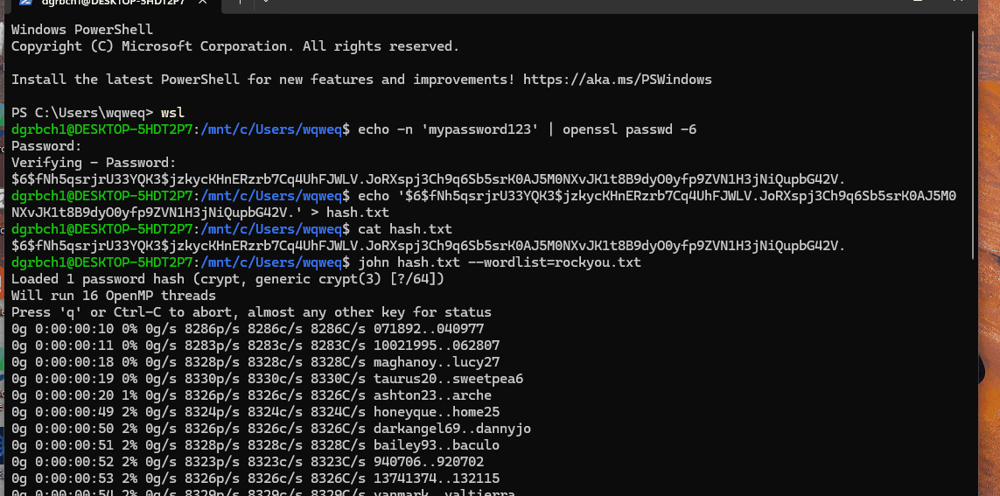 dgrbch1@DESKTOP-5HDT2P7:
Windows PowerShell
Copyright (C) Microsoft Corporation. All rights reserved.
Install the latest PowerShell for new features and improvements! https://aka.ms/PSWindows
PS C:\Users\wqweq> wsl
dgrbch1@DESKTOP-5HDT2P7:/mnt/c/Users/wqweq$ echo -n 'mypassword123' | openssl passwd -6
Password:
Verifying - Password:
$6$fNh5qsrjrU33YQK3$jzkycKHnERzrb7Cq4UhFJWLV.JoRXspj3Ch9q6Sb5srK0AJ5M0NXvJK1t8B9dyO0yfp9ZVN1H3jNiQupbG42V.
dgrbch1@DESKTOP-5HDT2P7:/mnt/c/Users/wqweq$ echo '$6$fNh5qsrjrU33YQK3$jzkycKHnERzrb7Cq4UhFJWLV.JoRXspj3Ch9q6Sb5srK0AJ5M0
NXvJK1t8B9dyO0yfp9ZVN1H3jNiQupbG42V.' > hash.txt
dgrbch1@DESKTOP-5HDT2P7:/mnt/c/Users/wqweq$ cat hash.txt
$6$fNh5qsrjrU33YQK3$jzkycKHnERzrb7Cq4UhFJWLV.JoRXspj3Ch9q6Sb5srK0AJ5M0NXvJK1t8B9dyO0yfp9ZVN1H3jNiQupbG42V.
dgrbch1@DESKTOP-5HDT2P7:/mnt/c/Users/wqweq$ john hash.txt --wordlist=rockyou.txt
Loaded 1 password hash (crypt, generic crypt(3) [?/64])
Will run 16 OpenMP threads
Press 'q' or Ctrl-C to abort, almost any other key for status
0g 0:00:00:10 0% 0g/s 8286p/s 8286c/s 8286C/s 071892..040977
0g 0:00:00:11 0% 0g/s 8283p/s 8283c/s 8283C/s 10021995..062807
0g 0:00:00:18 0% 0g/s 8328p/s 8328c/s 8328C/s maghanoy..lucy27
0g 0:00:00:19 0% 0g/s 8330p/s 8330c/s 8330C/s taurus20..sweetpea6
0g 0:00:00:20 1% 0g/s 8326p/s 8326c/s 8326C/s ashton23..arche
0g 0:00:00:49 2% 0g/s 8324p/s 8324c/s 8324C/s honeyque..home25
0g 0:00:00:50 2% 0g/s 8326p/s 8326c/s 8326C/s darkangel69..dannyjo
0g 0:00:00:51 2% 0g/s 8328p/s 8328c/s 8328C/s bailey93..baculo
0g 0:00:00:52 2% 0g/s 8323p/s 8323c/s 8323C/s 940706..920702
0g 0:00:00:53 2% 0g/s 8326p/s 8326c/s 8326C/s 13741374..132115
0g 0:00:00:54 2% 0g/s 8329p/s 8329c/s 8329C/s yanmark..valtierra